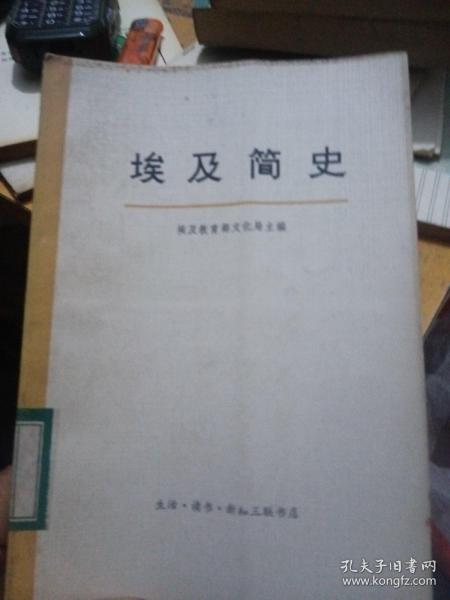 埃及简史
埃及教育部文化局主编
生活·读书·新知三联书店
孔夫子旧书网
www.kongfz.com